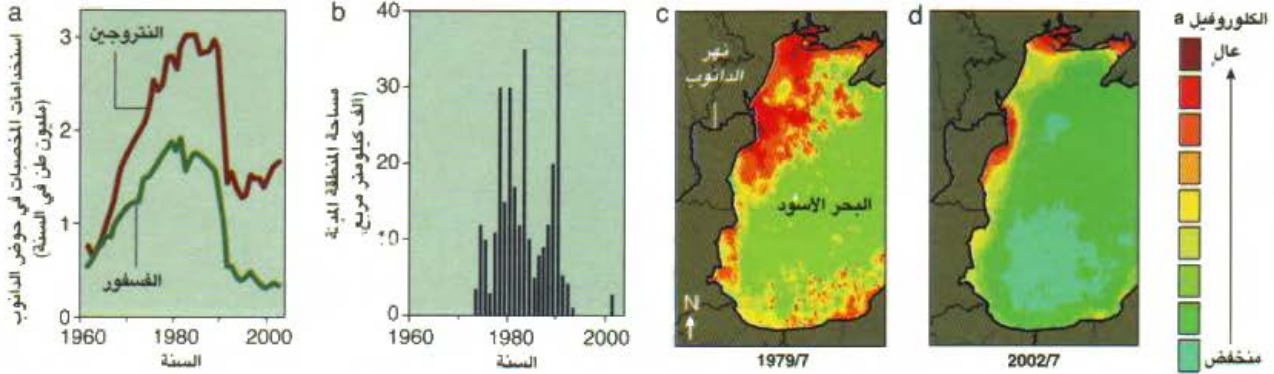 a
استخدامات المخصبات في حوض الدانوب
(مليون طن في السنة)
3
2
1
0
النتروجين
الفسفور
1960
1970
1980
1990
2000
السنة
b
مساحة المنطقة الميتة
(ألف كيلومتر مربع)
40
30
20
10
0
1960
1980
2000
السنة
c
نهر
الدانوب
البحر الأسود
N
1979/7
d
2002/7
الكلوروفيل a
عالٍ
منخفض